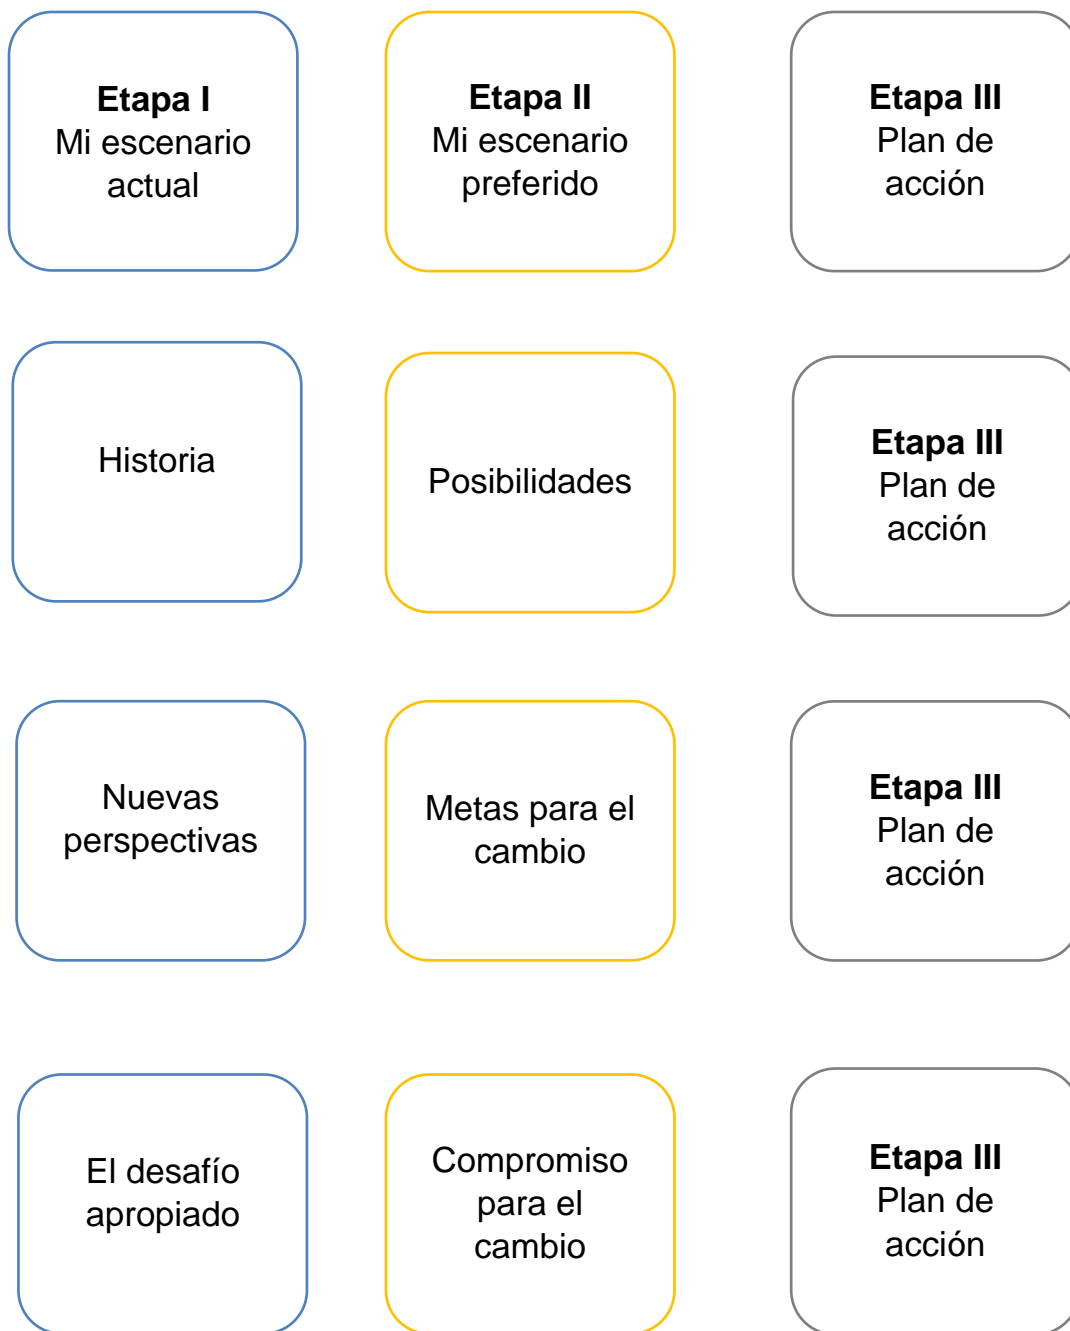 Etapa I
Mi escenario
actual
Etapa II
Mi escenario
preferido
Etapa III
Plan de
acción
Historia
Posibilidades
Etapa III
Plan de
acción
Nuevas
perspectivas
Metas para el
cambio
Etapa III
Plan de
acción
El desafío
apropiado
Compromiso
para el
cambio
Etapa III
Plan de
acción